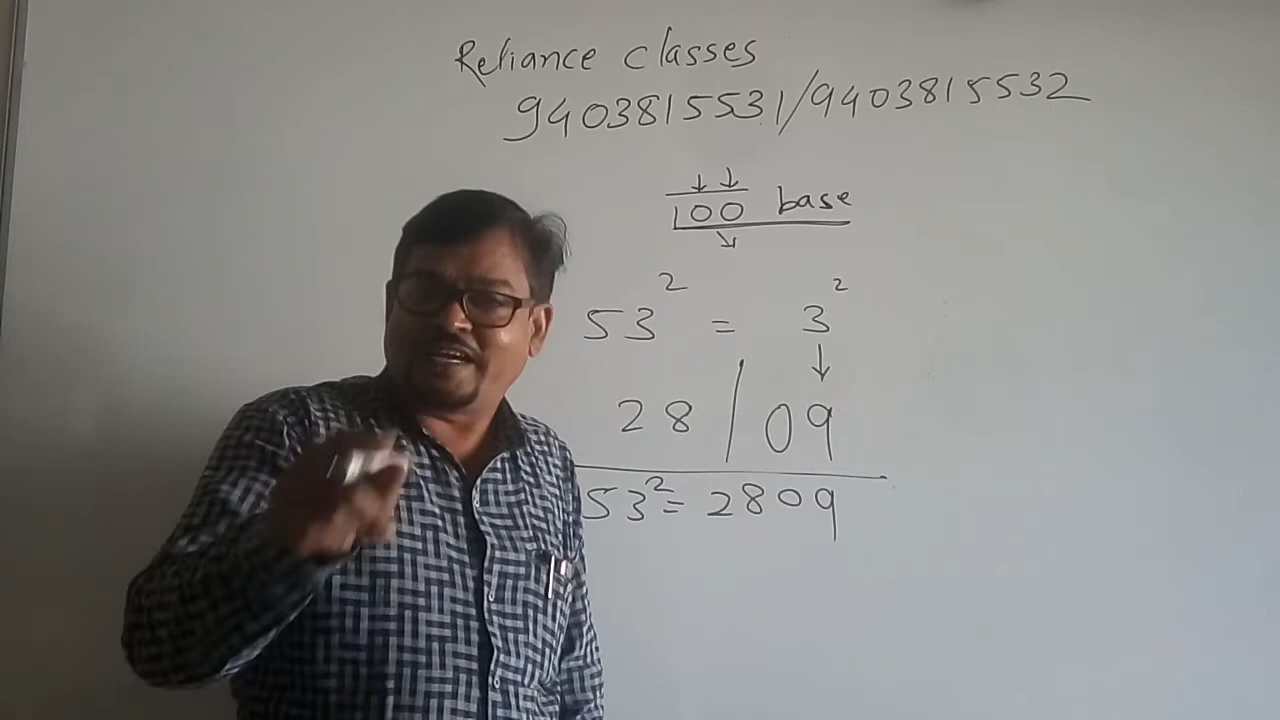 Reliance classes
9403815531/9403815532
100 base
53² = 3²
28 / 09
53² = 2809